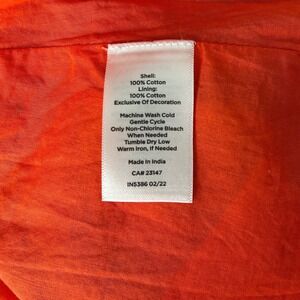 Shell:
100% Cotton
Lining:
100% Cotton
Exclusive Of Decoration
Machine Wash Cold
Gentle Cycle
Only Non-Chlorine Bleach
When Needed
Tumble Dry Low
Warm Iron, If Needed
Made In India
CA# 23147
IN5386 02/22